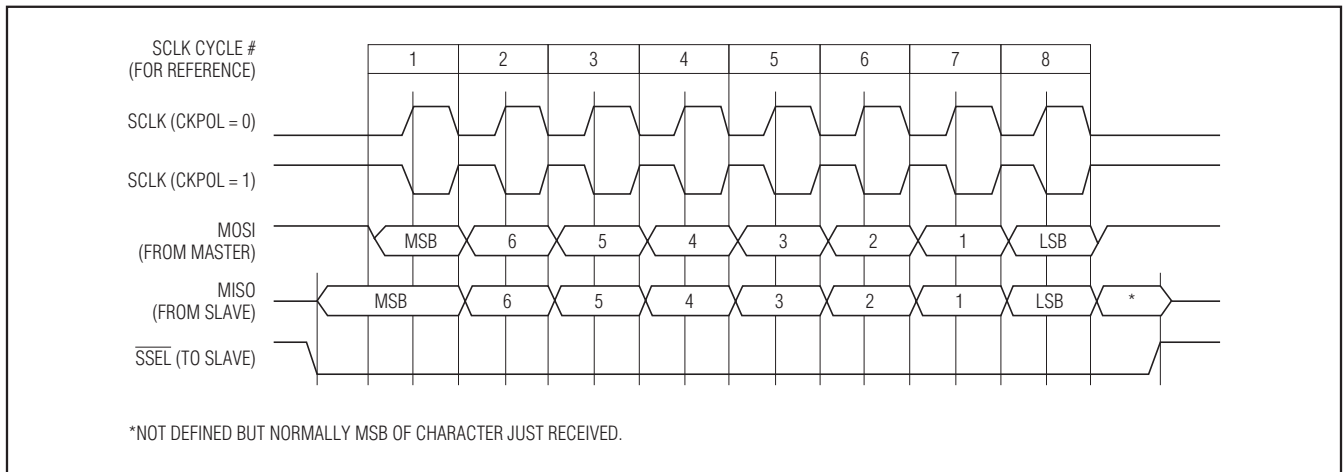 SCLK CYCLE #
(FOR REFERENCE)
1 2 3 4 5 6 7 8
SCLK (CKPOL = 0)
SCLK (CKPOL = 1)
MOSI
(FROM MASTER)
MSB 6 5 4 3 2 1 LSB
MISO
(FROM SLAVE)
MSB 6 5 4 3 2 1 LSB *
SSEL (TO SLAVE)
*NOT DEFINED BUT NORMALLY MSB OF CHARACTER JUST RECEIVED.